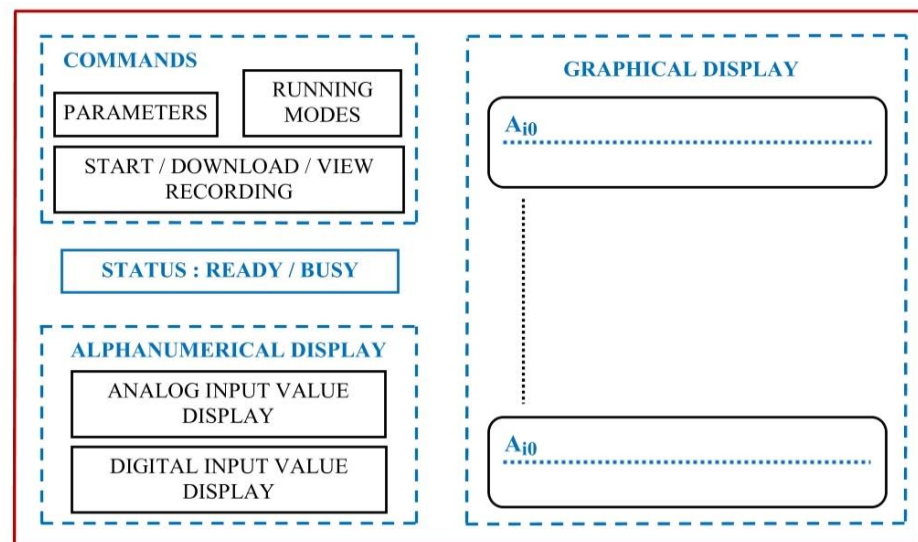 COMMANDS
PARAMETERS
RUNNING
MODES
START / DOWNLOAD / VIEW
RECORDING
STATUS : READY / BUSY
ALPHANUMERICAL DISPLAY
ANALOG INPUT VALUE
DISPLAY
DIGITAL INPUT VALUE
DISPLAY
GRAPHICAL DISPLAY
Ai0
Ai0